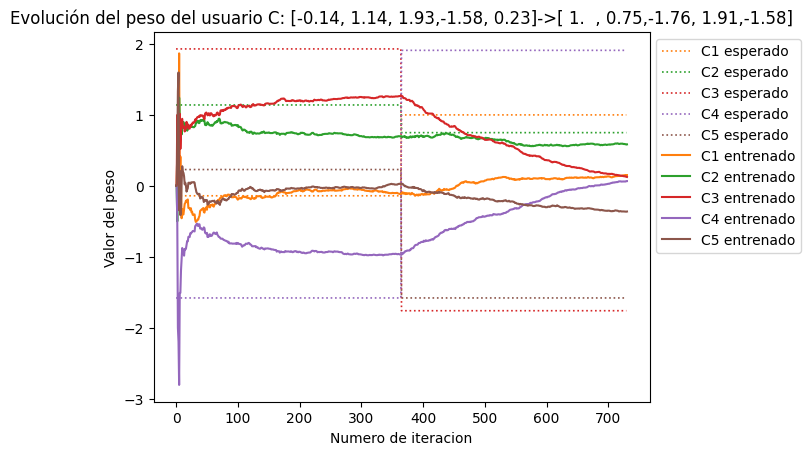 Evolución del peso del usuario C: [-0.14, 1.14, 1.93,-1.58, 0.23]->[ 1.  , 0.75,-1.76, 1.91,-1.58]
2
1
0
−1
−2
−3
Valor del peso
0 100 200 300 400 500 600 700
Numero de iteracion
C1 esperado
C2 esperado
C3 esperado
C4 esperado
C5 esperado
C1 entrenado
C2 entrenado
C3 entrenado
C4 entrenado
C5 entrenado